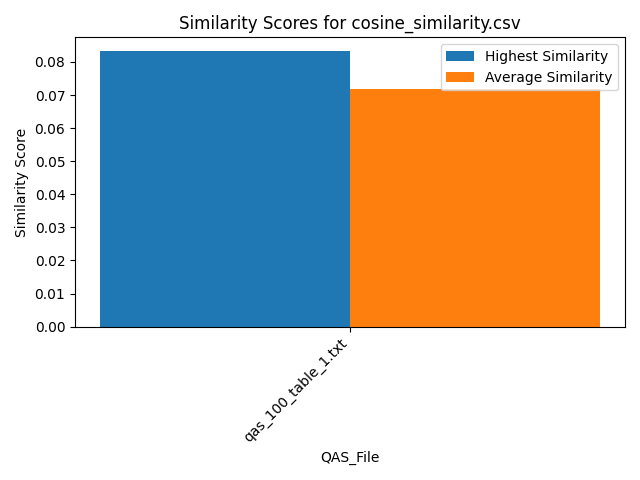 Similarity Scores for cosine_similarity.csv
Highest Similarity
Average Similarity
Similarity Score
0.08
0.07
0.06
0.05
0.04
0.03
0.02
0.01
0.00
qas_100_table_1.txt
QAS_File